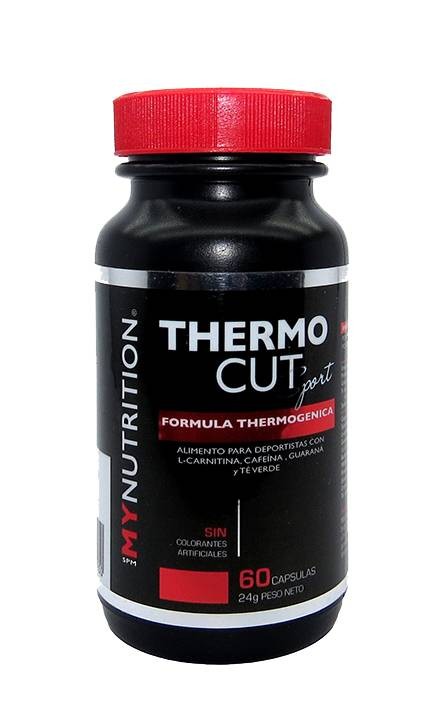 MYNUTRITION®
SPM
THERMO
CUT
Sport
FORMULA THERMOGENICA
ALIMENTO PARA DEPORTISTAS CON
L-CARNITINA, CAFEÍNA , GUARANÁ
y TÉ VERDE
SIN
COLORANTES
ARTIFICIALES
60 CAPSULAS
24g PESO NETO